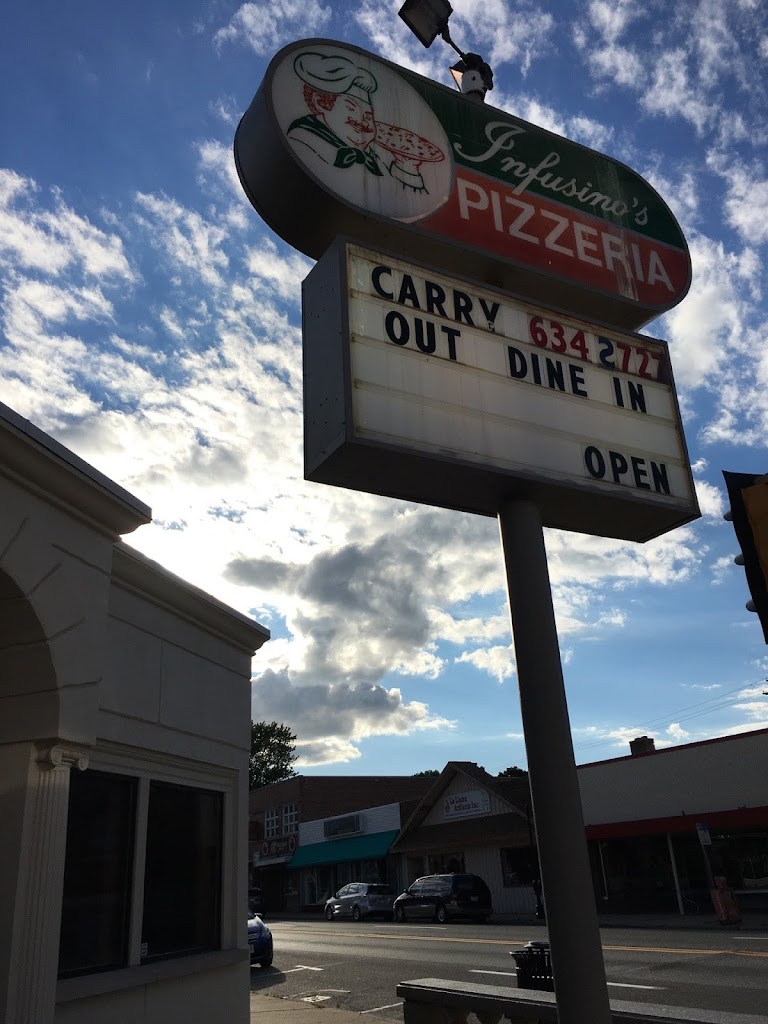 Infusino's
PIZZERIA
CARRY 634 2727
OUT DINE IN
OPEN